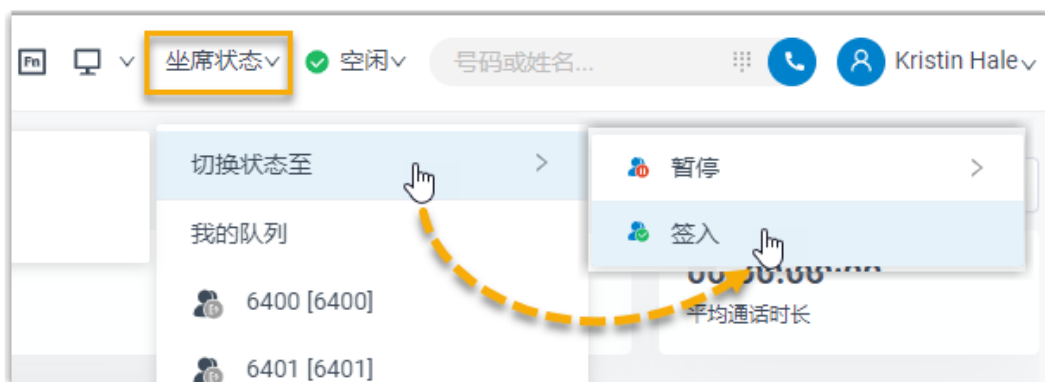 Fn 坐席状态 空闲 号码或姓名... Kristin Hale
切换状态至
暂停
我的队列
签入
6400 [6400]
平均通话时长
6401 [6401]